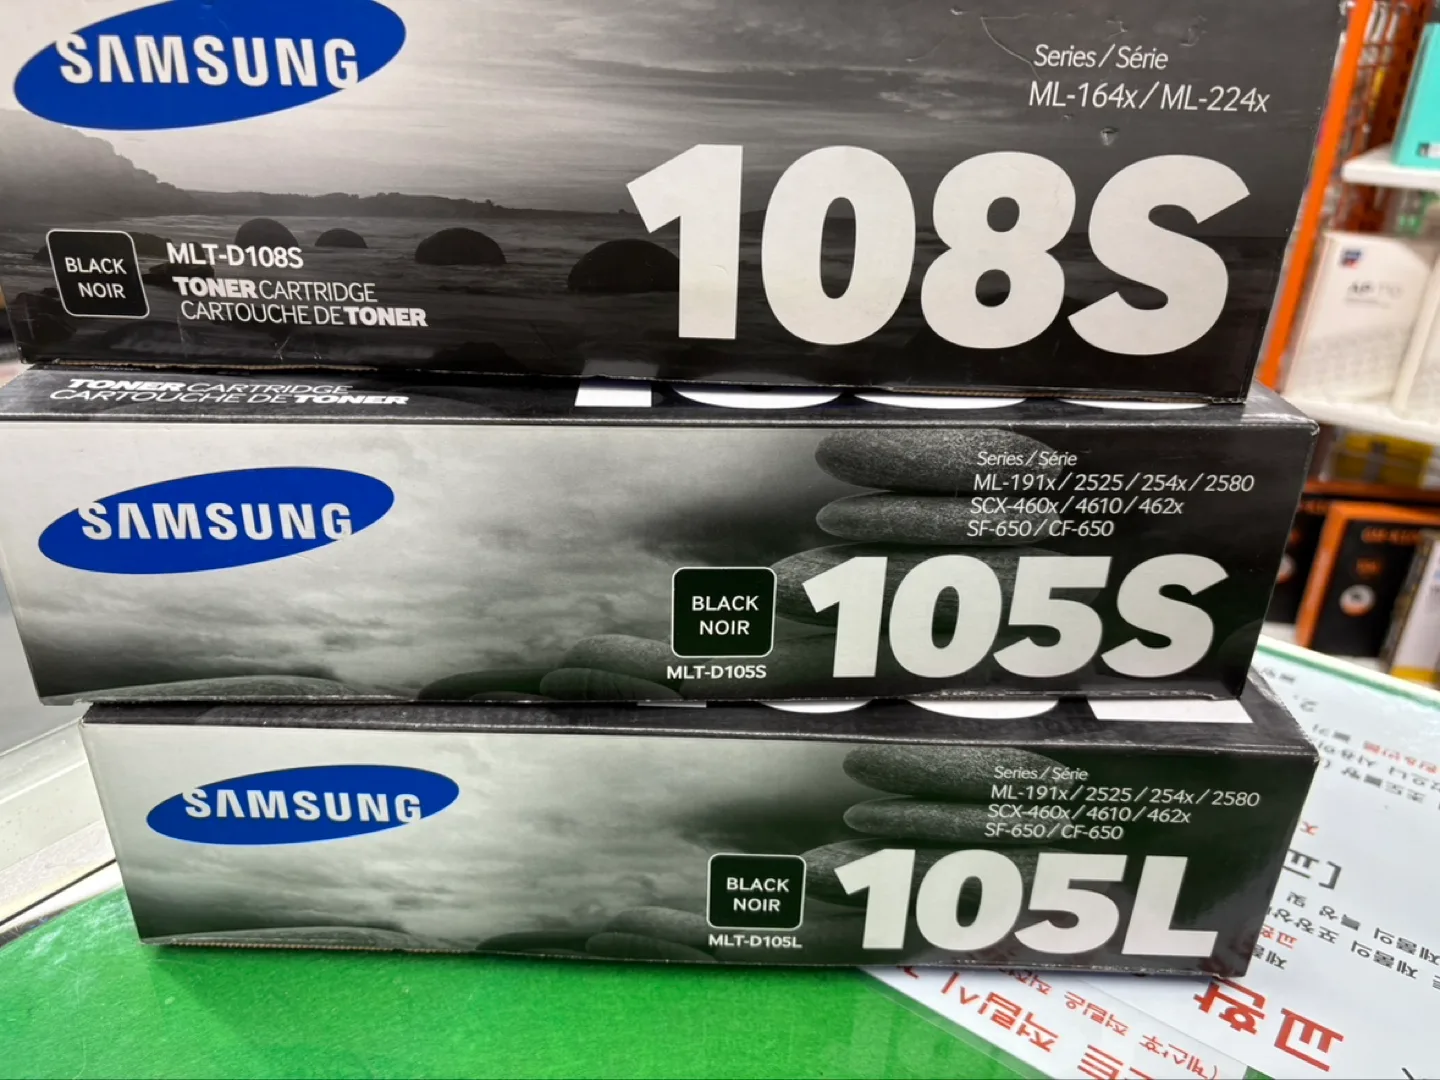 SAMSUNG
Series / Série
ML-164x / ML-224x
108S
BLACK
NOIR
MLT-D108S
TONER CARTRIDGE
CARTOUCHE DE TONER
TONER CARTRIDGE
CARTOUCHE DE TONER
SAMSUNG
Series / Série
ML-191x / 2525 / 254x / 2580
SCX-460x / 4610 / 462x
SF-650 / CF-650
BLACK
NOIR
MLT-D105S
105S
SAMSUNG
Series / Série
ML-191x / 2525 / 254x / 2580
SCX-460x / 4610 / 462x
SF-650 / CF-650
BLACK
NOIR
MLT-D105L
105L
교환